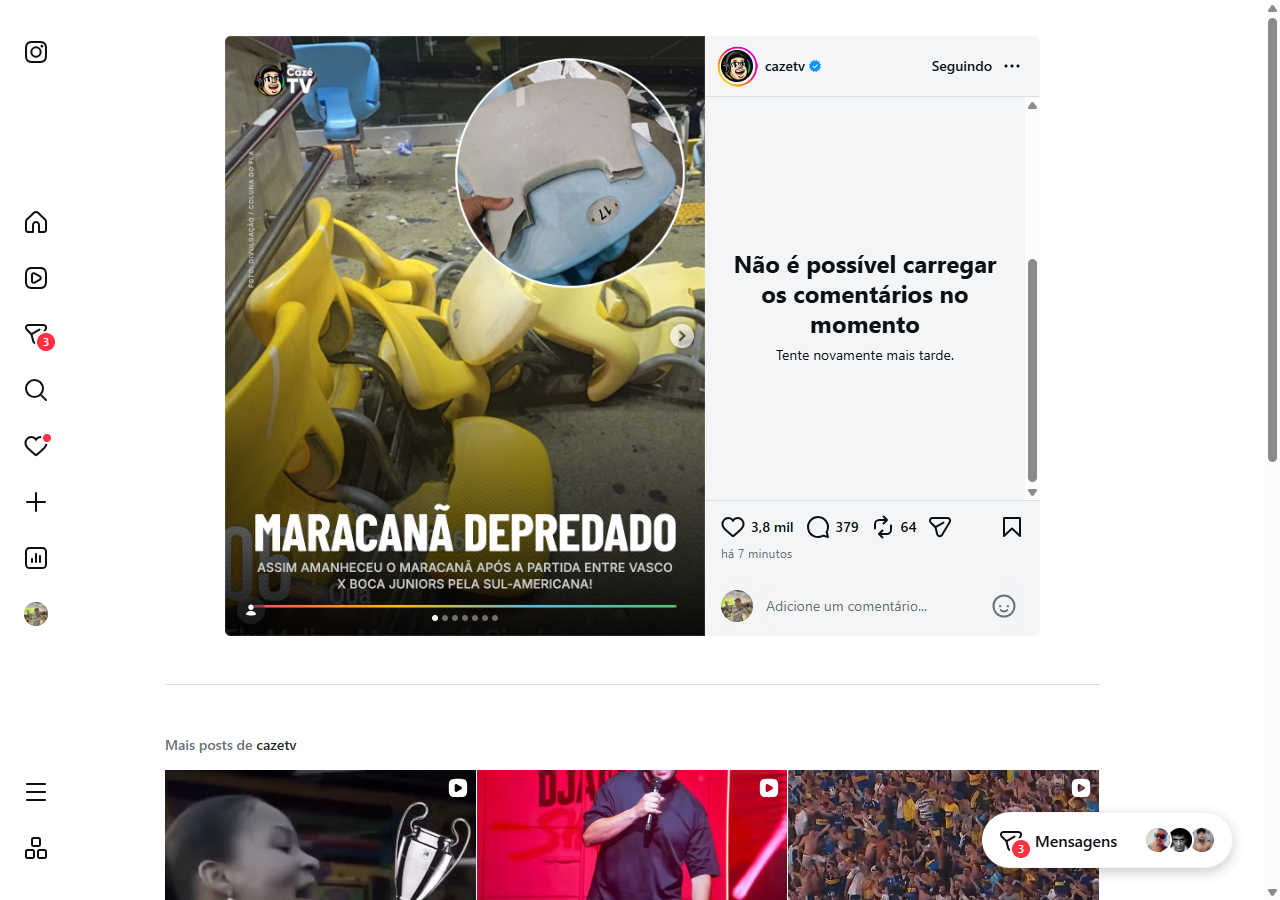 Cazé
TV
FOTO: DIVULGAÇÃO / COLUNA DO FLA
17
MARACANÃ DEPREDADO
ASSIM AMANHECEU O MARACANÃ APÓS A PARTIDA ENTRE VASCO
X BOCA JUNIORS PELA SUL-AMERICANA!
cazetv
Seguindo
Não é possível carregar
os comentários no
momento
Tente novamente mais tarde.
3,8 mil
379
64
há 7 minutos
Adicione um comentário...
3
Mais posts de cazetv
Mensagens
3